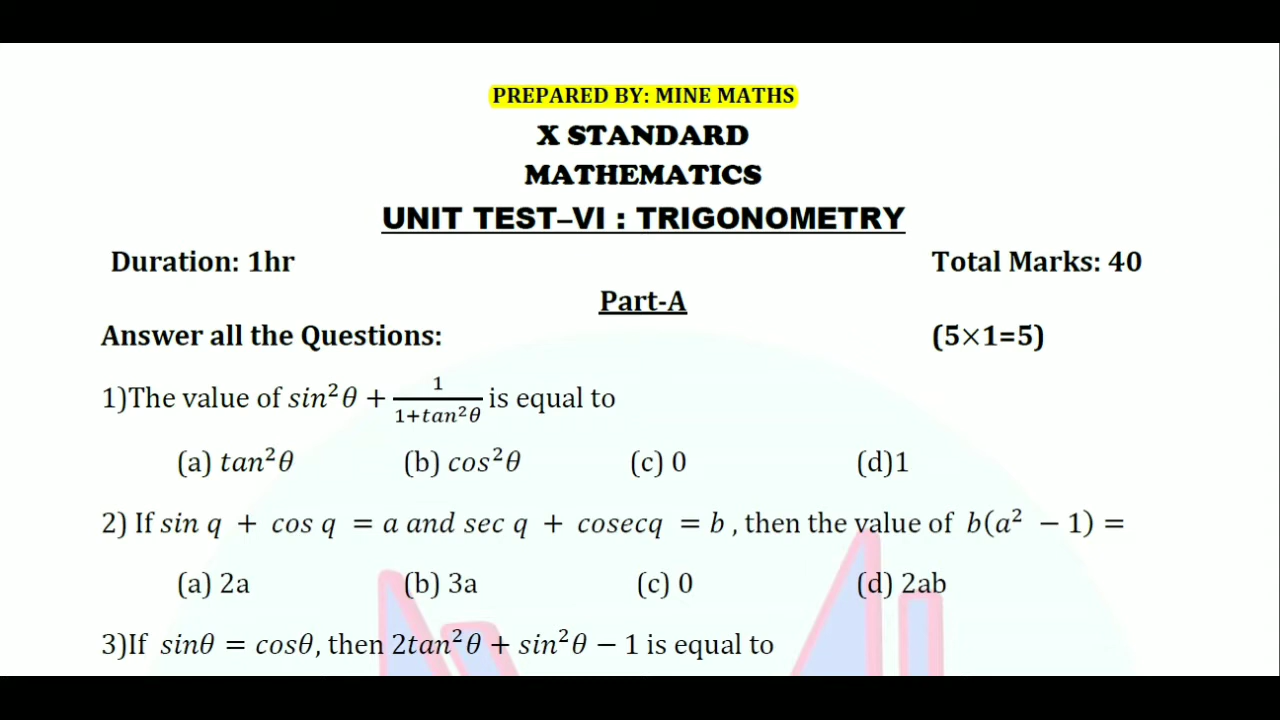 PREPARED BY: MINE MATHS
X STANDARD
MATHEMATICS
UNIT TEST–VI : TRIGONOMETRY
Duration: 1hr Total Marks: 40
Part-A
Answer all the Questions: (5×1=5)
1)The value of sin²θ + 1/(1+tan²θ) is equal to
(a) tan²θ (b) cos²θ (c) 0 (d)1
2) If sin q + cos q = a and sec q + cosecq = b , then the value of b(a² − 1) =
(a) 2a (b) 3a (c) 0 (d) 2ab
3)If sinθ = cosθ, then 2tan²θ + sin²θ − 1 is equal to